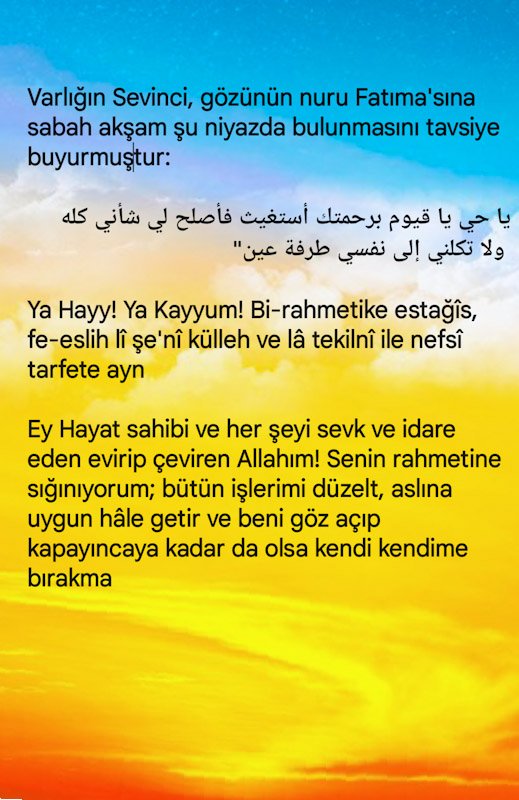 Varlığın Sevinci, gözünün nuru Fatıma'sına
sabah akşam şu niyazda bulunmasını tavsiye
buyurmuştur:
يا حي يا قيوم برحمتك أستغيث فأصلح لي شأني كله
ولا تكلني إلى نفسي طرفة عين"
Ya Hayy! Ya Kayyum! Bi-rahmetike estağîs,
fe-eslih lî şe'nî külleh ve lâ tekilnî ile nefsî
tarfete ayn
Ey Hayat sahibi ve her şeyi sevk ve idare
eden evirip çeviren Allahım! Senin rahmetine
sığınıyorum; bütün işlerimi düzelt, aslına
uygun hâle getir ve beni göz açıp
kapayıncaya kadar da olsa kendi kendime
bırakma